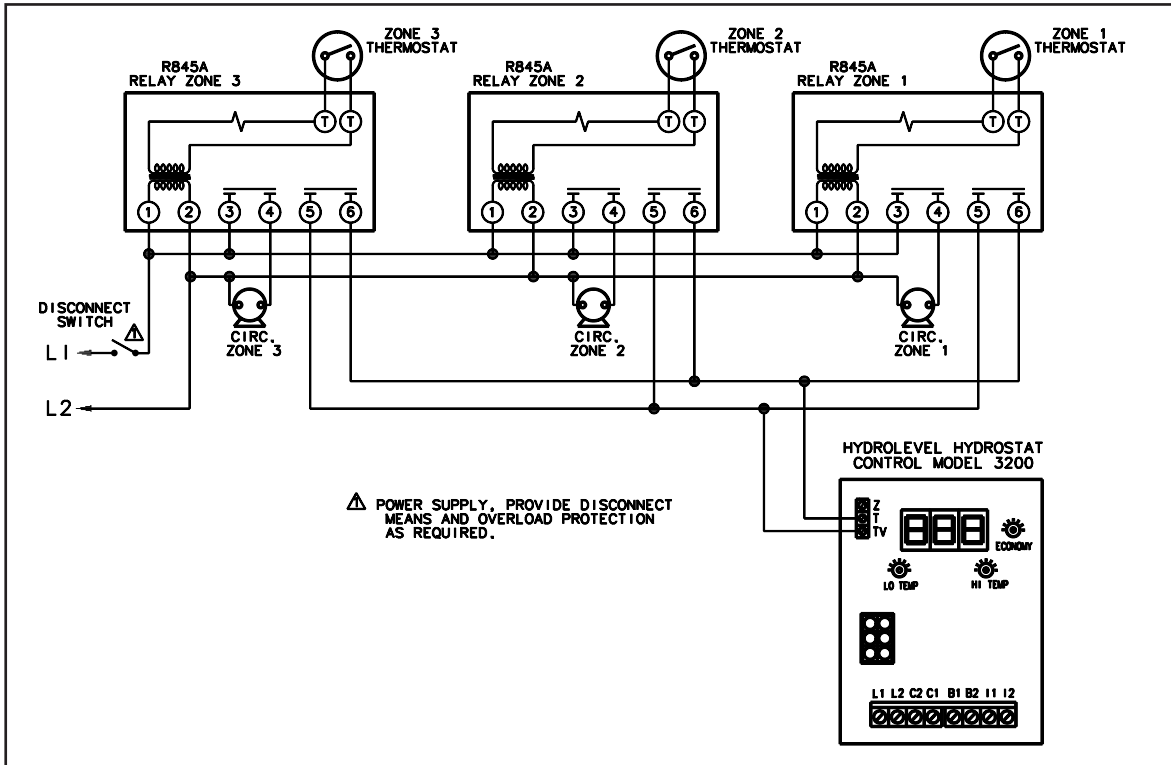 ZONE 3
THERMOSTAT
R845A
RELAY ZONE 3
T T
1 2 3 4 5 6
ZONE 2
THERMOSTAT
R845A
RELAY ZONE 2
T T
1 2 3 4 5 6
ZONE 1
THERMOSTAT
R845A
RELAY ZONE 1
T T
1 2 3 4 5 6
DISCONNECT
SWITCH
1
L1
L2
CIRC.
ZONE 3
CIRC.
ZONE 2
CIRC.
ZONE 1
1 POWER SUPPLY, PROVIDE DISCONNECT
MEANS AND OVERLOAD PROTECTION
AS REQUIRED.
HYDROLEVEL HYDROSTAT
CONTROL MODEL 3200
Z
T
TV
888
ECONOMY
LO TEMP
HI TEMP
L1 L2 C2 C1 B1 B2 I1 I2